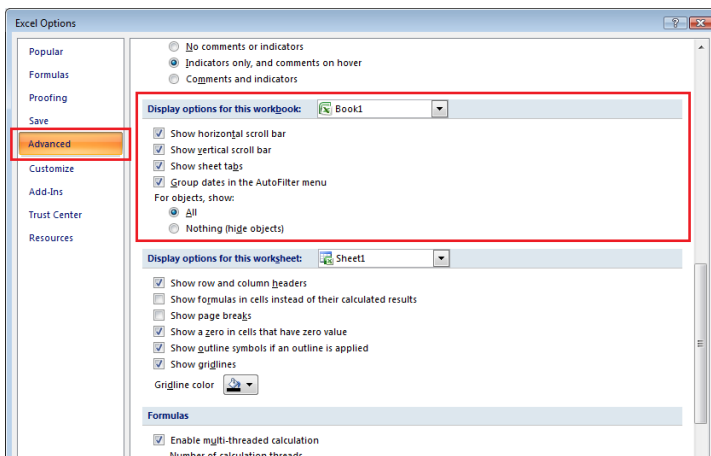 Excel Options
Popular
Formulas
Proofing
Save
Advanced
Customize
Add-Ins
Trust Center
Resources
No comments or indicators
Indicators only, and comments on hover
Comments and indicators
Display options for this workbook: Book1
Show horizontal scroll bar
Show vertical scroll bar
Show sheet tabs
Group dates in the AutoFilter menu
For objects, show:
All
Nothing (hide objects)
Display options for this worksheet: Sheet1
Show row and column headers
Show formulas in cells instead of their calculated results
Show page breaks
Show a zero in cells that have zero value
Show outline symbols if an outline is applied
Show gridlines
Gridline color
Formulas
Enable multi-threaded calculation
Number of calculation threads